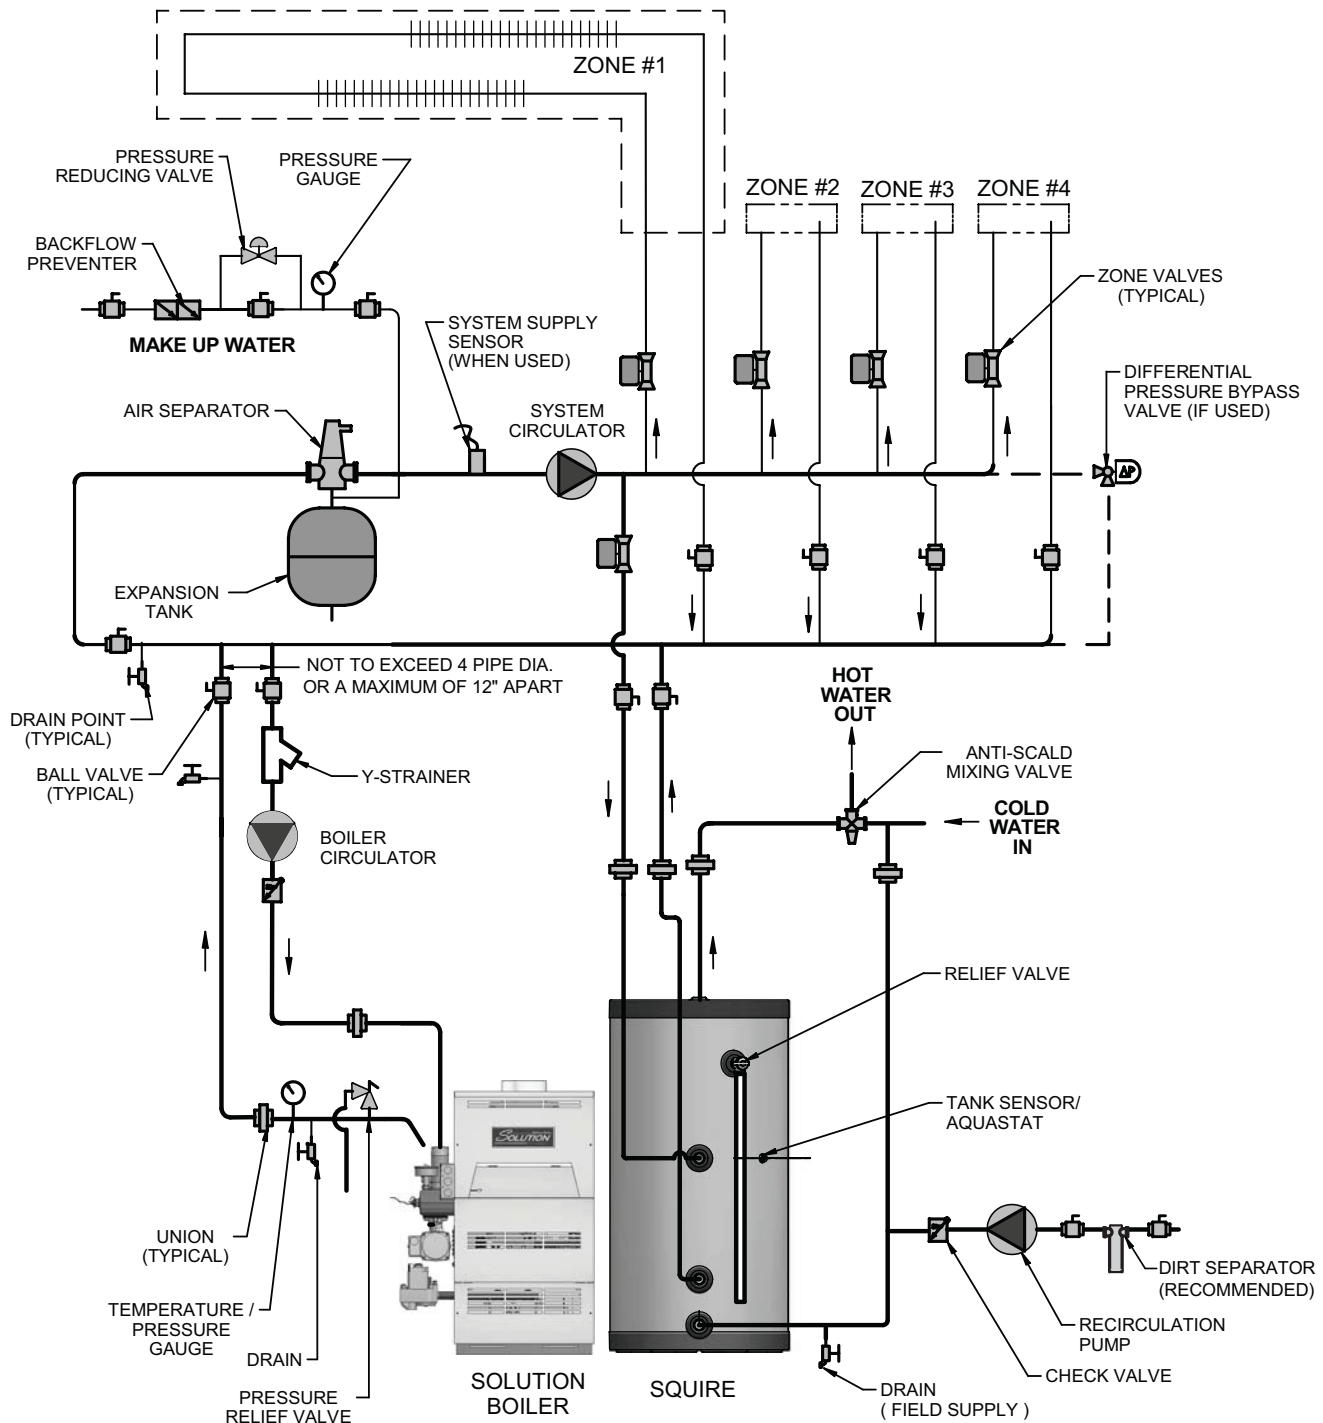 ZONE #1
PRESSURE
REDUCING VALVE
PRESSURE
GAUGE
ZONE #2
ZONE #3
ZONE #4
BACKFLOW
PREVENTER
ZONE VALVES
(TYPICAL)
MAKE UP WATER
SYSTEM SUPPLY
SENSOR
(WHEN USED)
DIFFERENTIAL
PRESSURE BYPASS
VALVE (IF USED)
AIR SEPARATOR
SYSTEM
CIRCULATOR
ΔP
EXPANSION
TANK
NOT TO EXCEED 4 PIPE DIA.
OR A MAXIMUM OF 12" APART
HOT
WATER
OUT
DRAIN POINT
(TYPICAL)
BALL VALVE
(TYPICAL)
Y-STRAINER
ANTI-SCALD
MIXING VALVE
COLD
WATER
IN
BOILER
CIRCULATOR
RELIEF VALVE
TANK SENSOR/
AQUASTAT
SOLUTION
UNION
(TYPICAL)
DIRT SEPARATOR
(RECOMMENDED)
TEMPERATURE /
PRESSURE
GAUGE
RECIRCULATION
PUMP
DRAIN
CHECK VALVE
PRESSURE
RELIEF VALVE
SOLUTION
BOILER
SQUIRE
DRAIN
( FIELD SUPPLY )